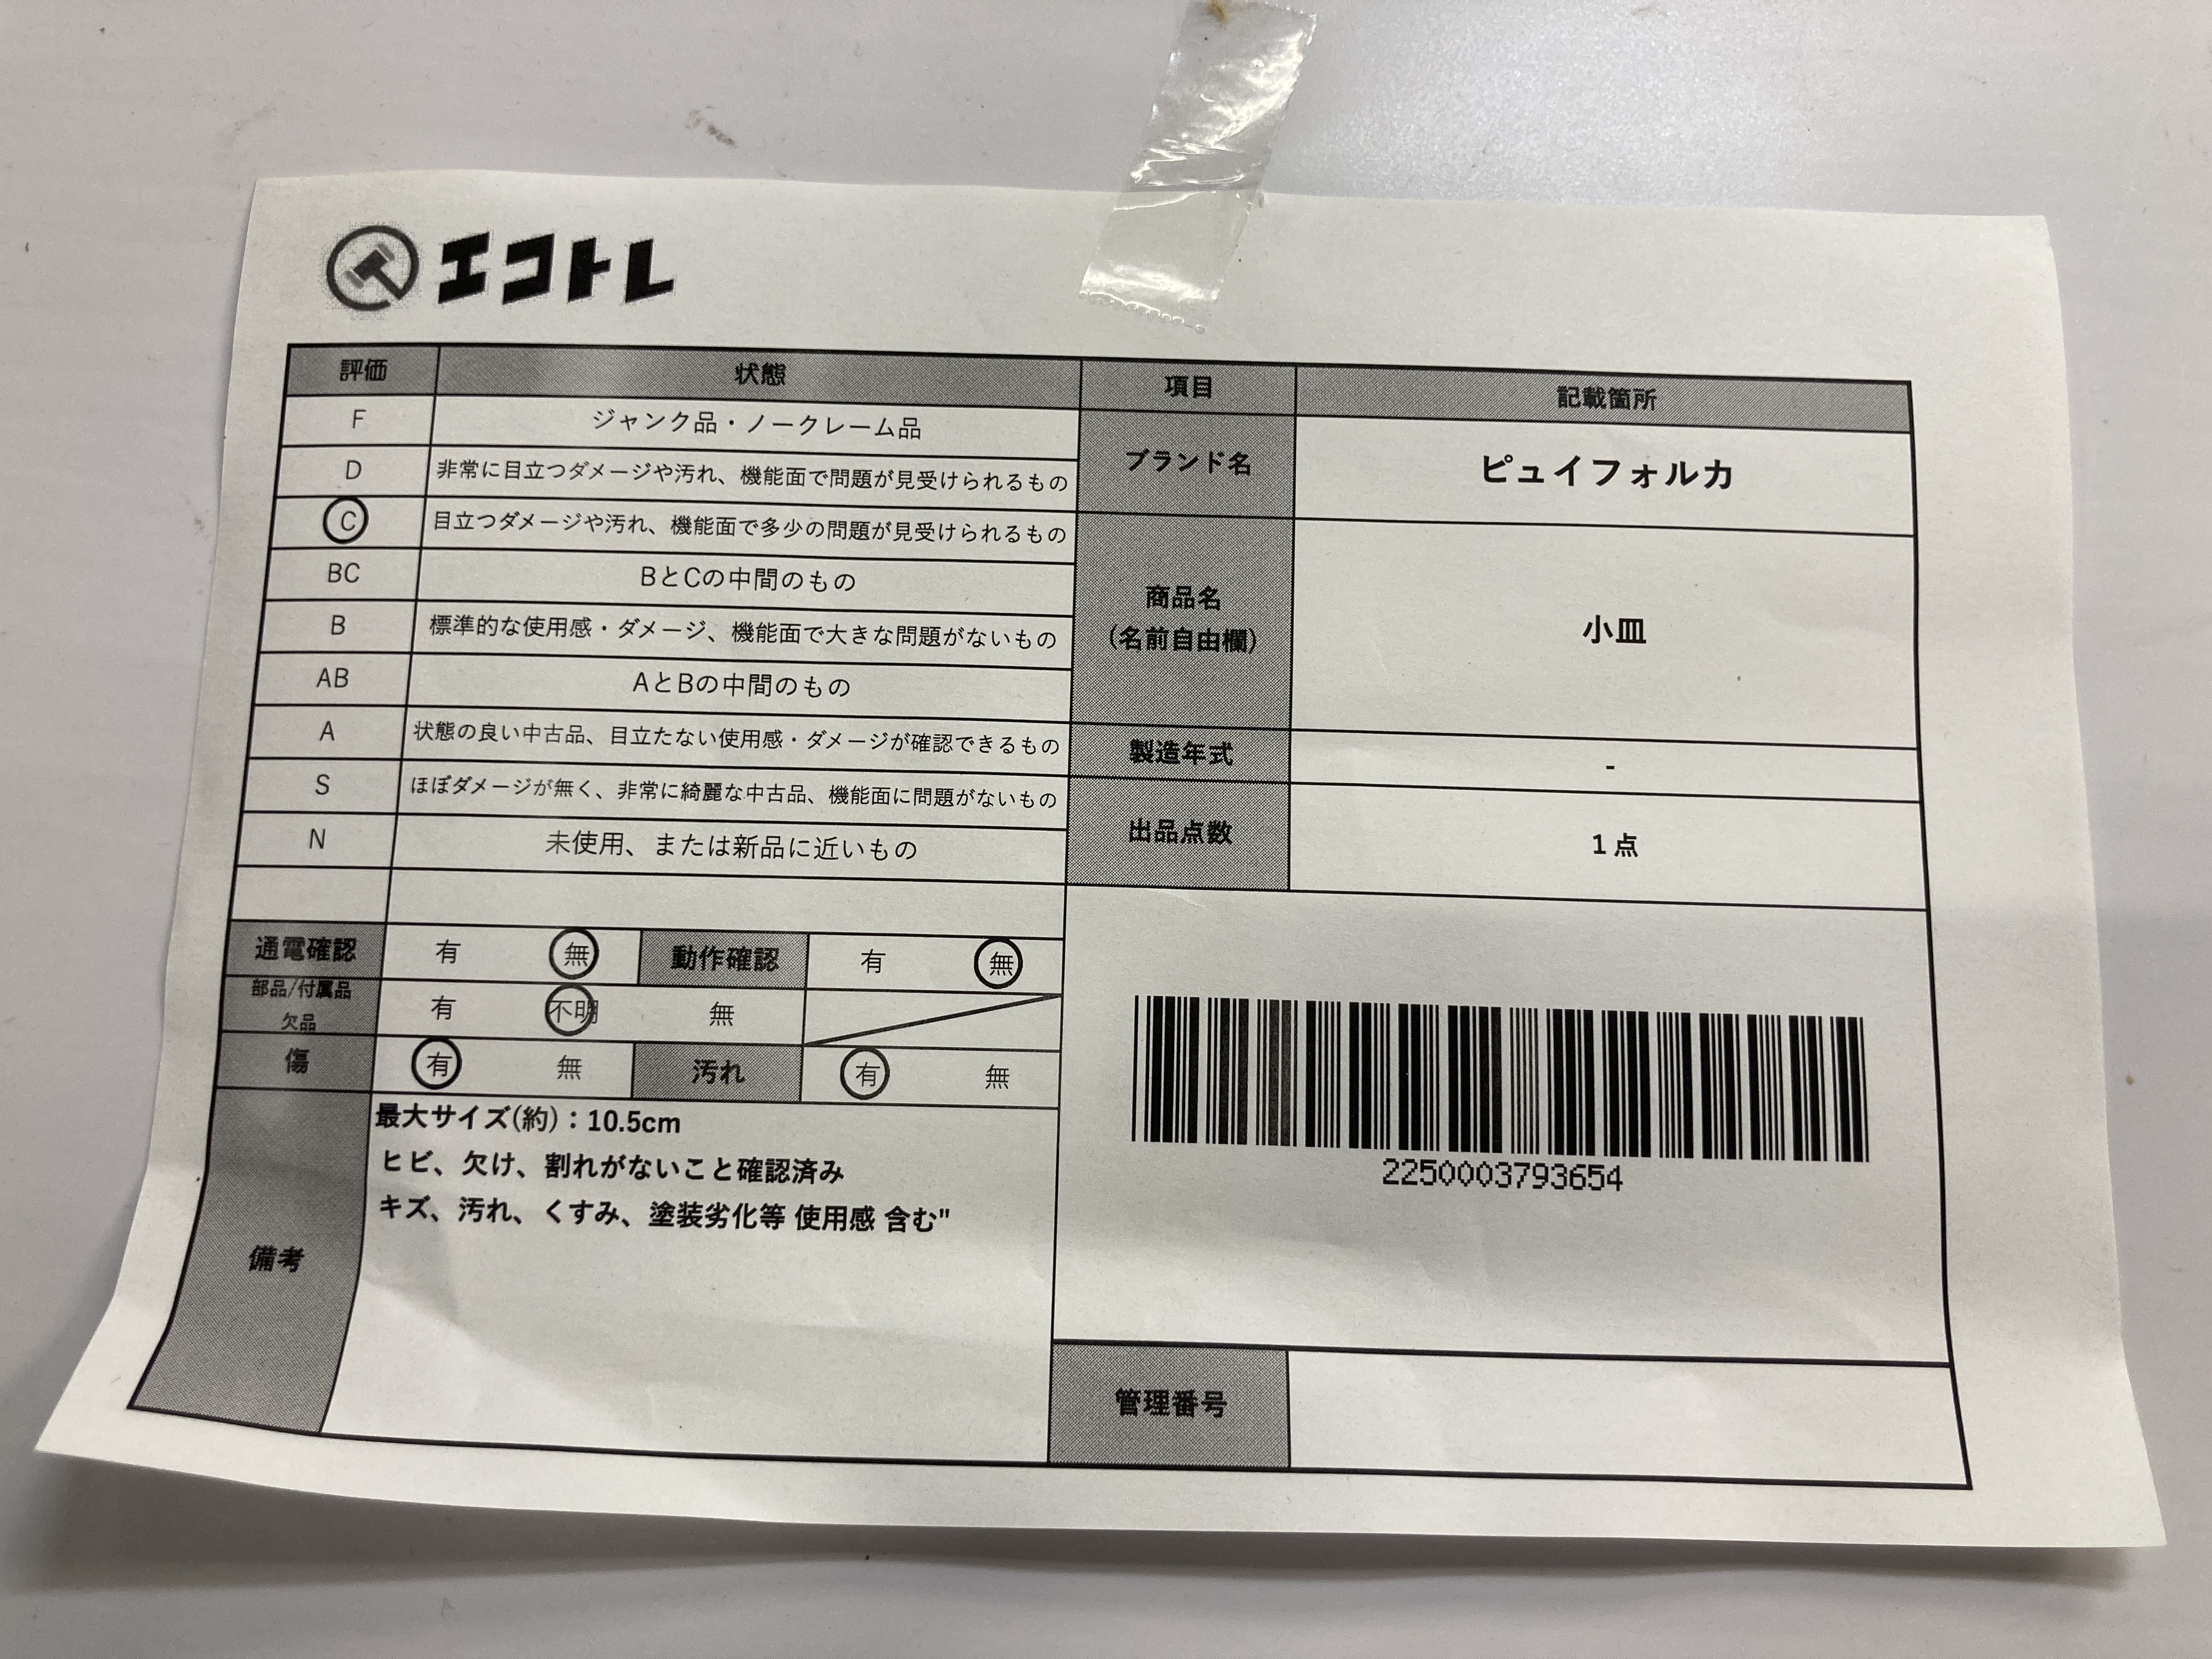 エコトレ
評価 状態 項目 記載箇所
F ジャンク品・ノークレーム品
D 非常に目立つダメージや汚れ、機能面で問題が見受けられるもの
C 目立つダメージや汚れ、機能面で多少の問題が見受けられるもの
BC BとCの中間のもの
B 標準的な使用感・ダメージ、機能面で大きな問題がないもの
AB AとBの中間のもの
A 状態の良い中古品、目立たない使用感・ダメージが確認できるもの
S ほぼダメージが無く、非常に綺麗な中古品、機能面に問題がないもの
N 未使用、または新品に近いもの
ブランド名 ピュイフォルカ
商品名
（名前自由欄） 小皿
製造年式 -
出品点数 1点
通電確認 有 無 動作確認 有 無
部品/付属品
欠品 有 不明 無
傷 有 無 汚れ 有 無
備考
最大サイズ(約)：10.5cm
ヒビ、欠け、割れがないこと確認済み
キズ、汚れ、くすみ、塗装劣化等 使用感 含む"
2250003793654
管理番号